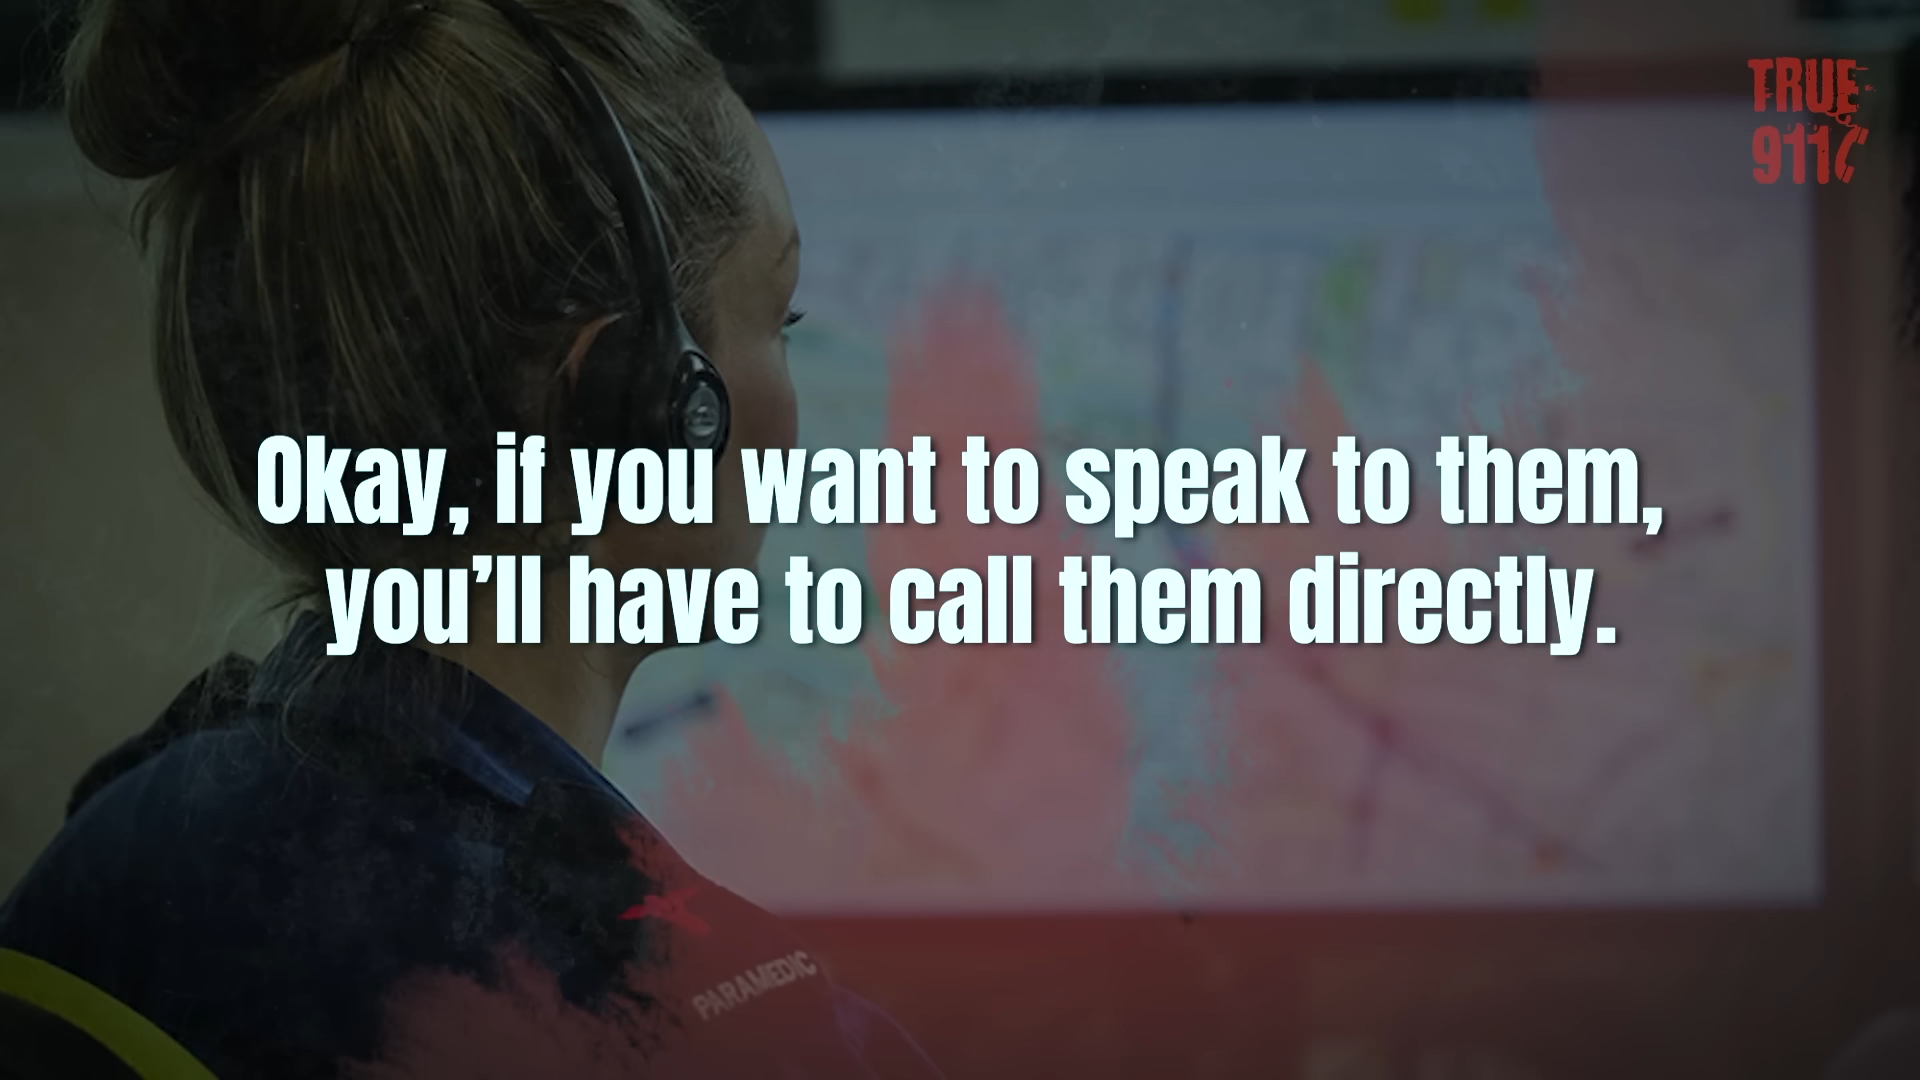 TRUE
911
Okay, if you want to speak to them,
you’ll have to call them directly.
PARAMEDIC